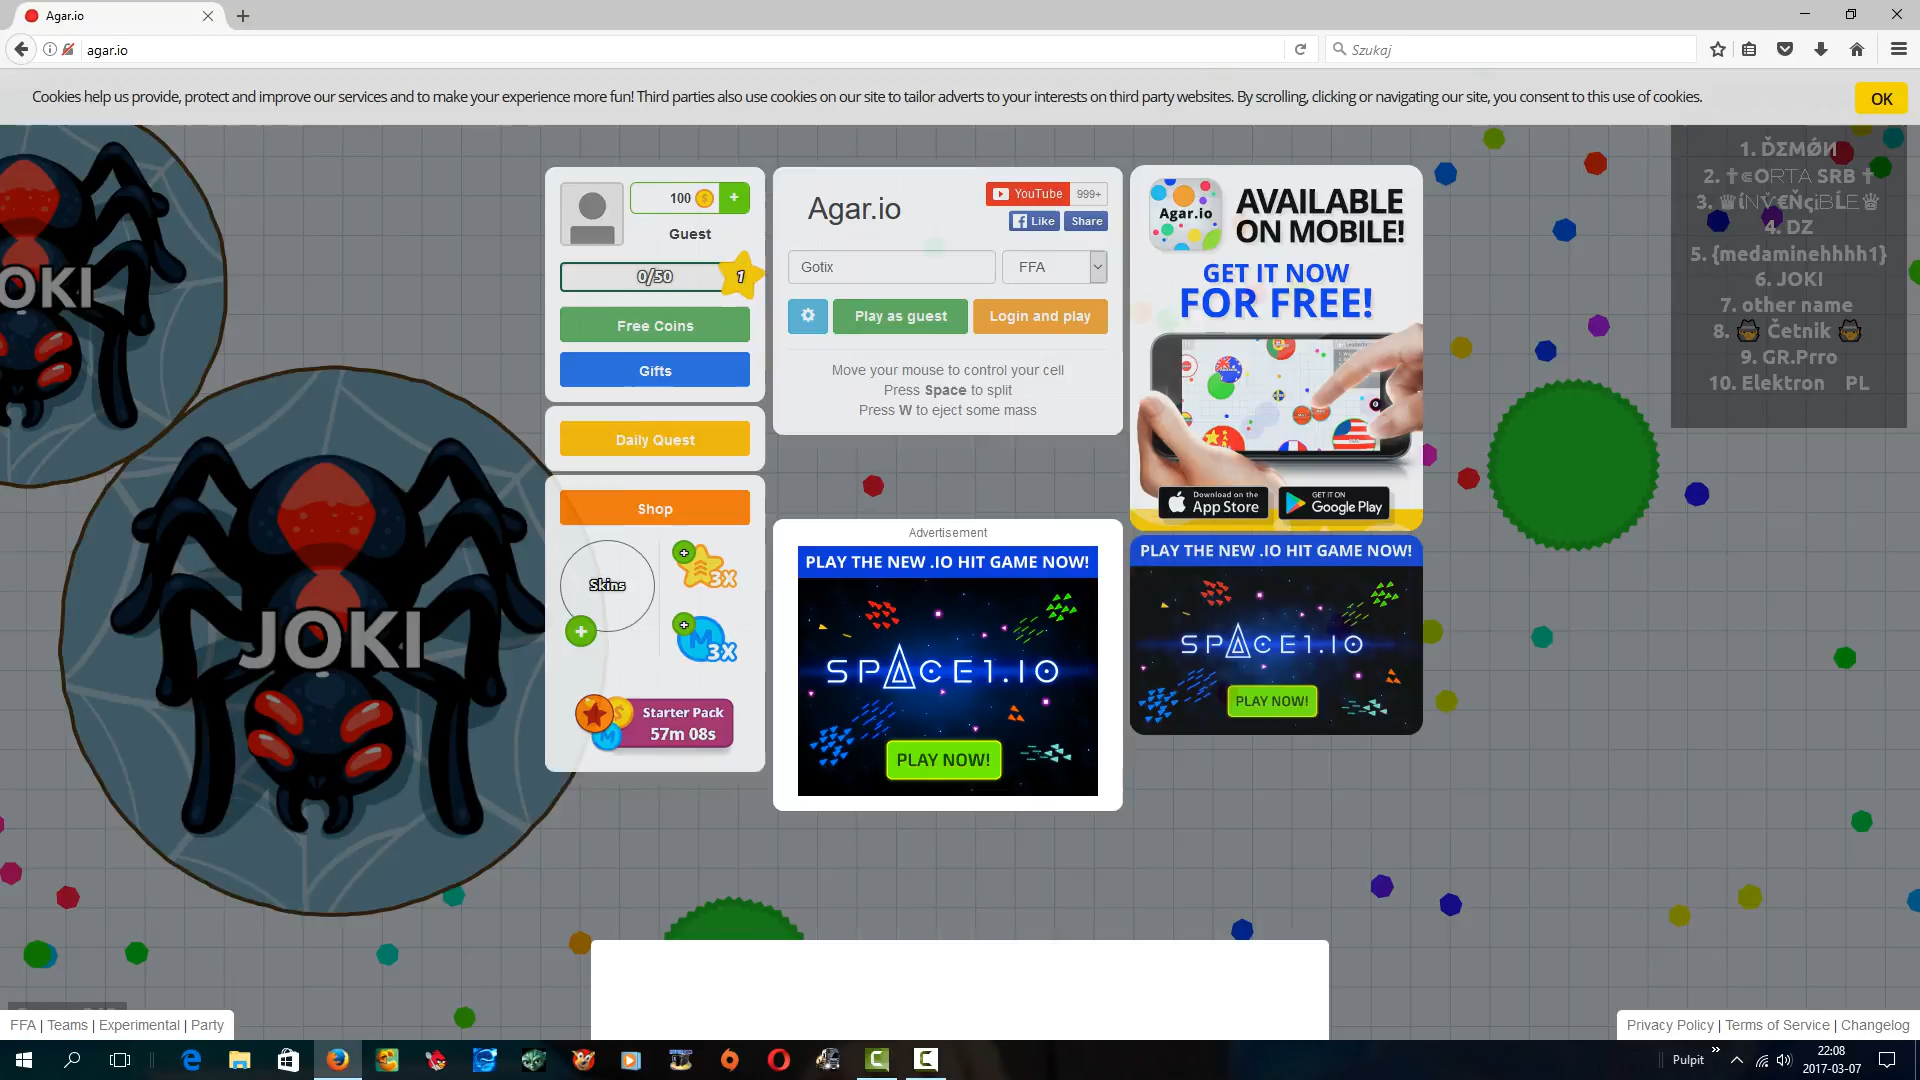 Agar.io
agar.io
Szukaj
Cookies help us provide, protect and improve our services and to make your experience more fun! Third parties also use cookies on our site to tailor adverts to your interests on third party websites. By scrolling, clicking or navigating our site, you consent to this use of cookies.
OK
100
Guest
0/50
1
Free Coins
Gifts
Daily Quest
Shop
Skins
3X
M
3X
Starter Pack
57m 08s
Agar.io
YouTube 999+
Like Share
Gotix
FFA
Play as guest
Login and play
Move your mouse to control your cell
Press Space to split
Press W to eject some mass
Advertisement
PLAY THE NEW .IO HIT GAME NOW!
SPACE1.IO
PLAY NOW!
Agar.io
AVAILABLE
ON MOBILE!
GET IT NOW
FOR FREE!
Download on the
App Store
GET IT ON
Google Play
PLAY THE NEW .IO HIT GAME NOW!
SPACE1.IO
PLAY NOW!
4. DZ
5. {medaminehhhh1}
6. JOKI
7. other name
8. Četnik
9. GR.Prro
10. Elektron PL
OKI
JOKI
FFA | Teams | Experimental | Party
Privacy Policy | Terms of Service | Changelog
Pulpit
22:08
2017-03-07